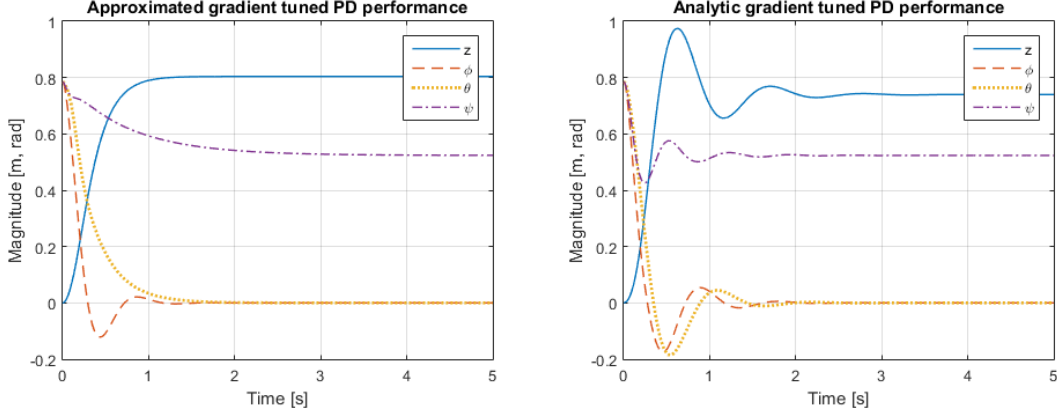 Approximated gradient tuned PD performance
1
0.8
0.6
0.4
0.2
0
-0.2
Magnitude [m, rad]
z
ϕ
θ
ψ
0
1
2
3
4
5
Time [s]
Analytic gradient tuned PD performance
1
0.8
0.6
0.4
0.2
0
-0.2
Magnitude [m, rad]
z
ϕ
θ
ψ
0
1
2
3
4
5
Time [s]